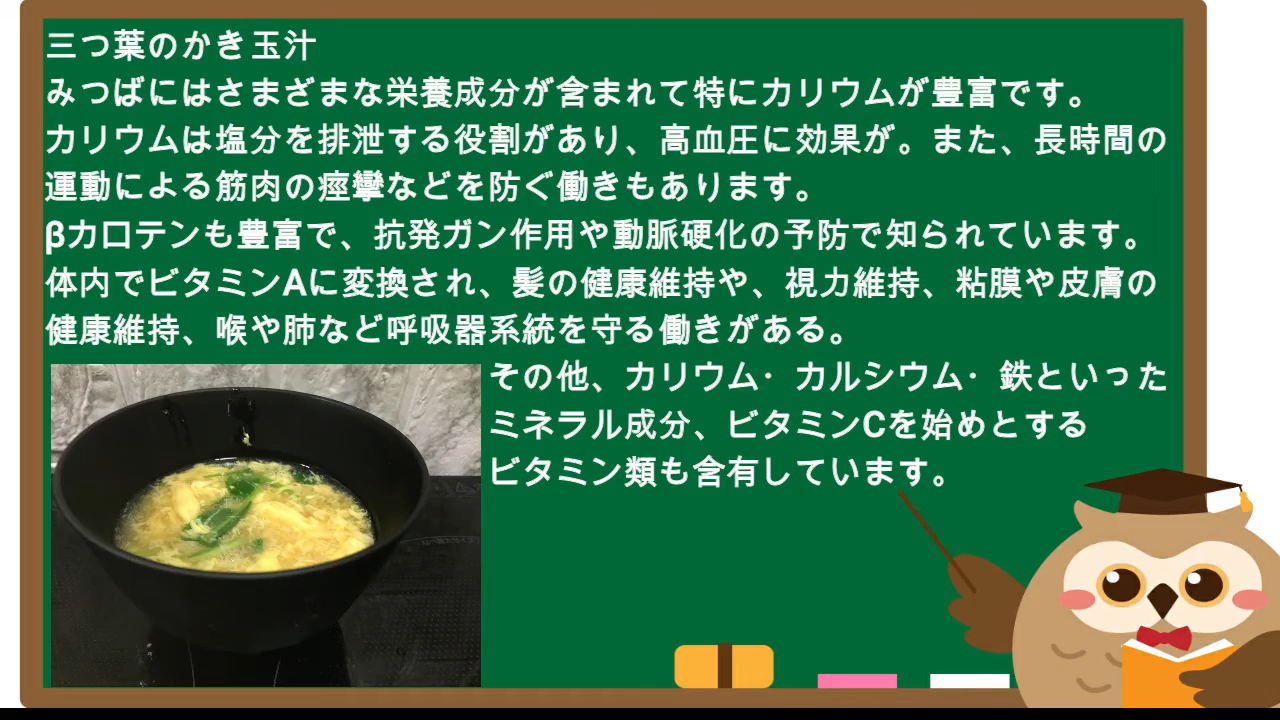 三つ葉のかき玉汁
みつばにはさまざまな栄養成分が含まれて特にカリウムが豊富です。
カリウムは塩分を排泄する役割があり、高血圧に効果が。また、長時間の
運動による筋肉の痙攣などを防ぐ働きもあります。
βカロテンも豊富で、抗発ガン作用や動脈硬化の予防で知られています。
体内でビタミンAに変換され、髪の健康維持や、視力維持、粘膜や皮膚の
健康維持、喉や肺など呼吸器系統を守る働きがある。
その他、カリウム・カルシウム・鉄といった
ミネラル成分、ビタミンCを始めとする
ビタミン類も含有しています。